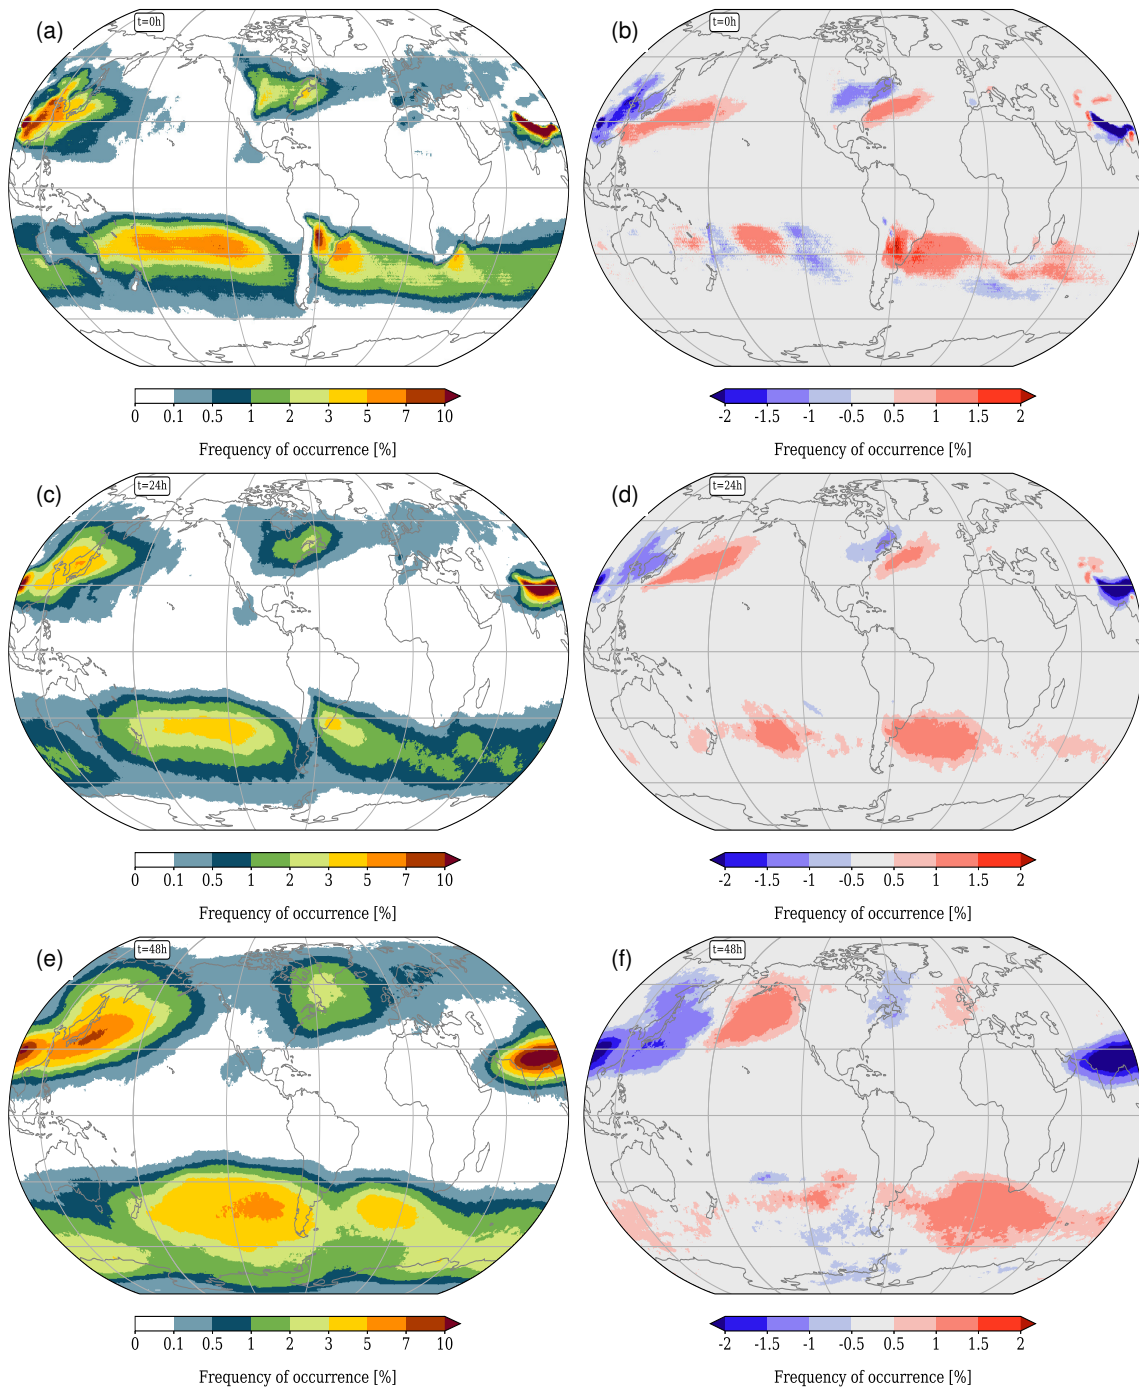 (a) t=0h (b) t=0h
0 0.1 0.5 1 2 3 5 7 10 -2 -1.5 -1 -0.5 0.5 1 1.5 2
Frequency of occurrence [%] Frequency of occurrence [%]
(c) t=24h (d) t=24h
0 0.1 0.5 1 2 3 5 7 10 -2 -1.5 -1 -0.5 0.5 1 1.5 2
Frequency of occurrence [%] Frequency of occurrence [%]
(e) t=48h (f) t=48h
0 0.1 0.5 1 2 3 5 7 10 -2 -1.5 -1 -0.5 0.5 1 1.5 2
Frequency of occurrence [%] Frequency of occurrence [%]